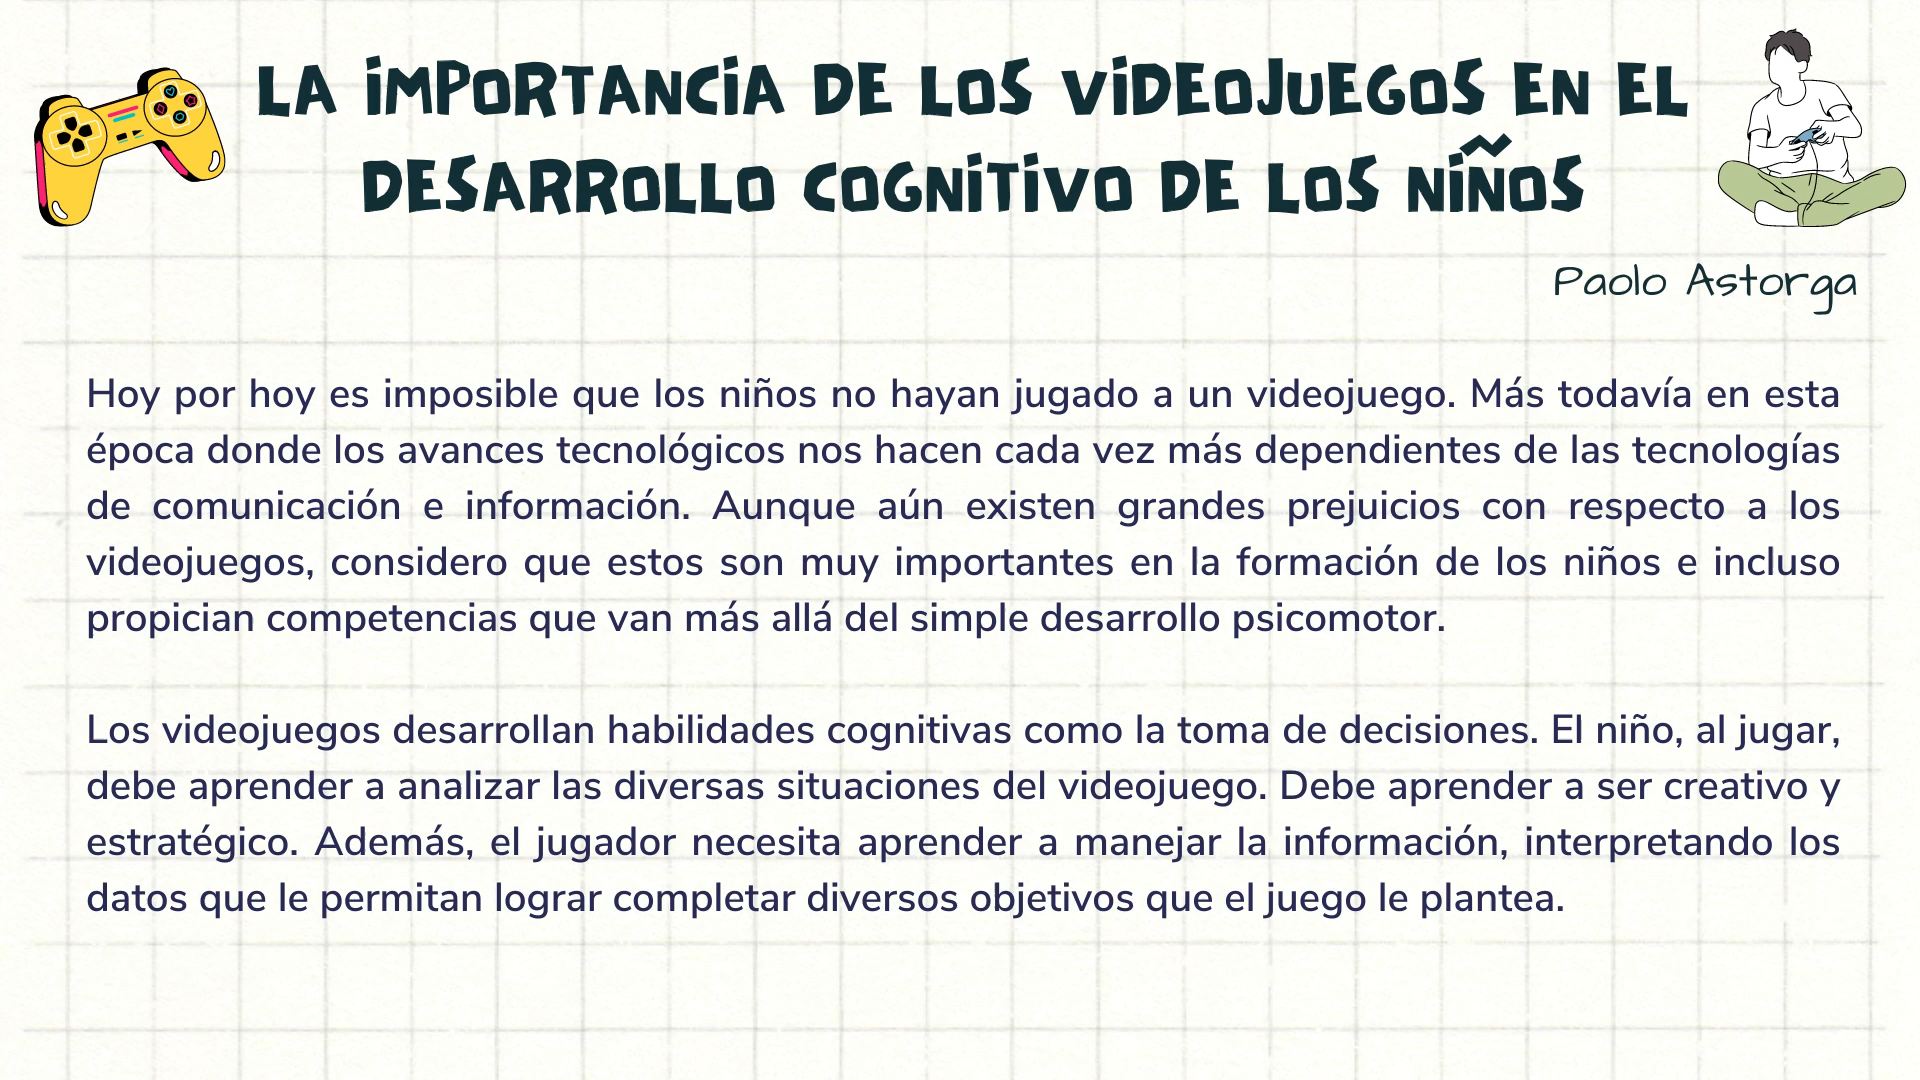 LA IMPORTANCIA DE LOS VIDEOJUEGOS EN EL
DESARROLLO COGNITIVO DE LOS NIÑOS
Paolo Astorga
Hoy por hoy es imposible que los niños no hayan jugado a un videojuego. Más todavía en esta
época donde los avances tecnológicos nos hacen cada vez más dependientes de las tecnologías
de comunicación e información. Aunque aún existen grandes prejuicios con respecto a los
videojuegos, considero que estos son muy importantes en la formación de los niños e incluso
propician competencias que van más allá del simple desarrollo psicomotor.
Los videojuegos desarrollan habilidades cognitivas como la toma de decisiones. El niño, al jugar,
debe aprender a analizar las diversas situaciones del videojuego. Debe aprender a ser creativo y
estratégico. Además, el jugador necesita aprender a manejar la información, interpretando los
datos que le permitan lograr completar diversos objetivos que el juego le plantea.